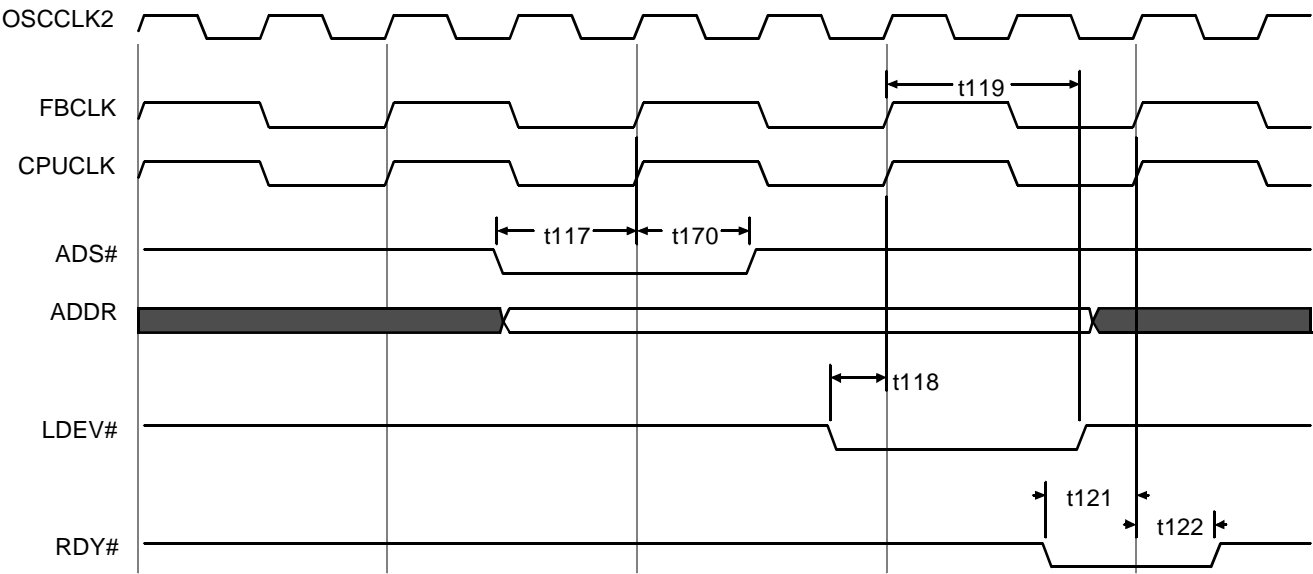 OSCCLK2
t119
FBCLK
CPUCLK
t117 t170
ADS#
ADDR
t118
LDEV#
t121
t122
RDY#